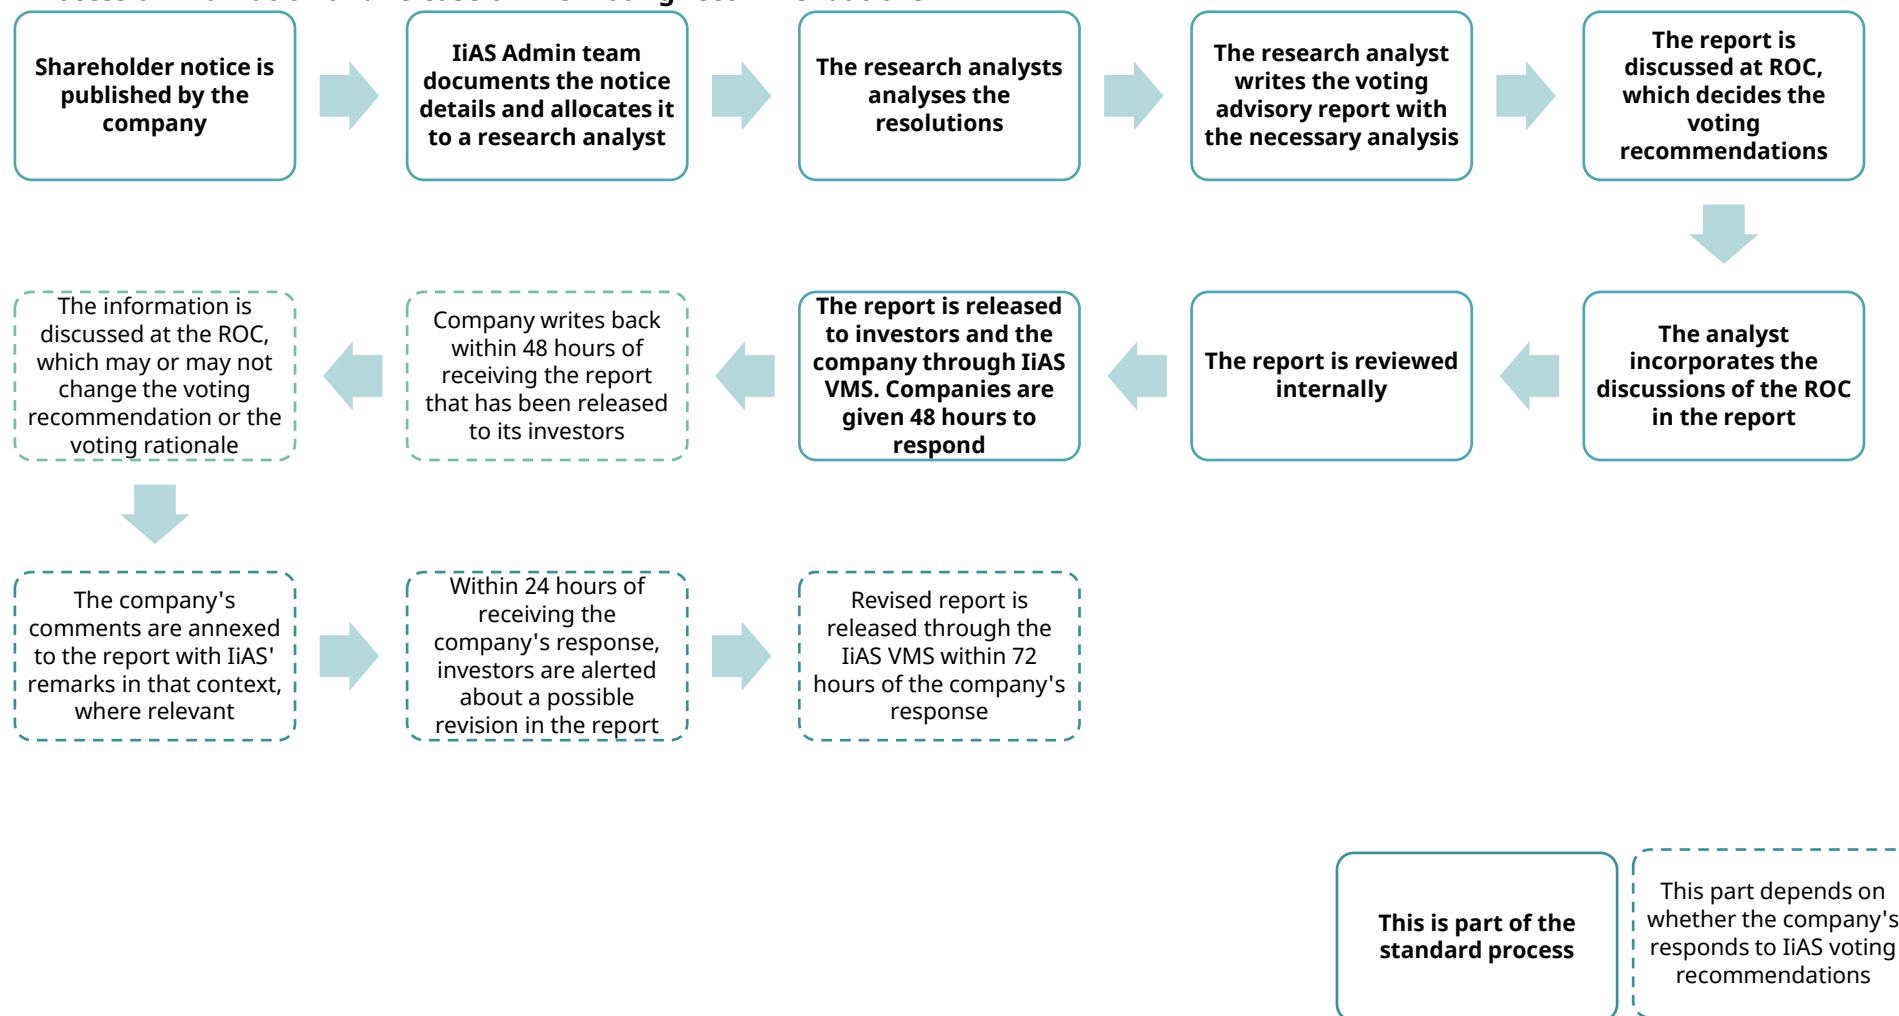 Shareholder notice is
published by the
company
IiAS Admin team
documents the notice
details and allocates it
to a research analyst
The research analysts
analyses the
resolutions
The research analyst
writes the voting
advisory report with
the necessary analysis
The report is
discussed at ROC,
which decides the
voting
recommendations
The analyst
incorporates the
discussions of the ROC
in the report
The report is reviewed
internally
The report is released
to investors and the
company through IiAS
VMS. Companies are
given 48 hours to
respond
Company writes back
within 48 hours of
receiving the report
that has been released
to its investors
The information is
discussed at the ROC,
which may or may not
change the voting
recommendation or the
voting rationale
The company's
comments are annexed
to the report with IiAS'
remarks in that context,
where relevant
Within 24 hours of
receiving the
company's response,
investors are alerted
about a possible
revision in the report
Revised report is
released through the
IiAS VMS within 72
hours of the company's
response
This is part of the
standard process
This part depends on
whether the company's
responds to IiAS voting
recommendations